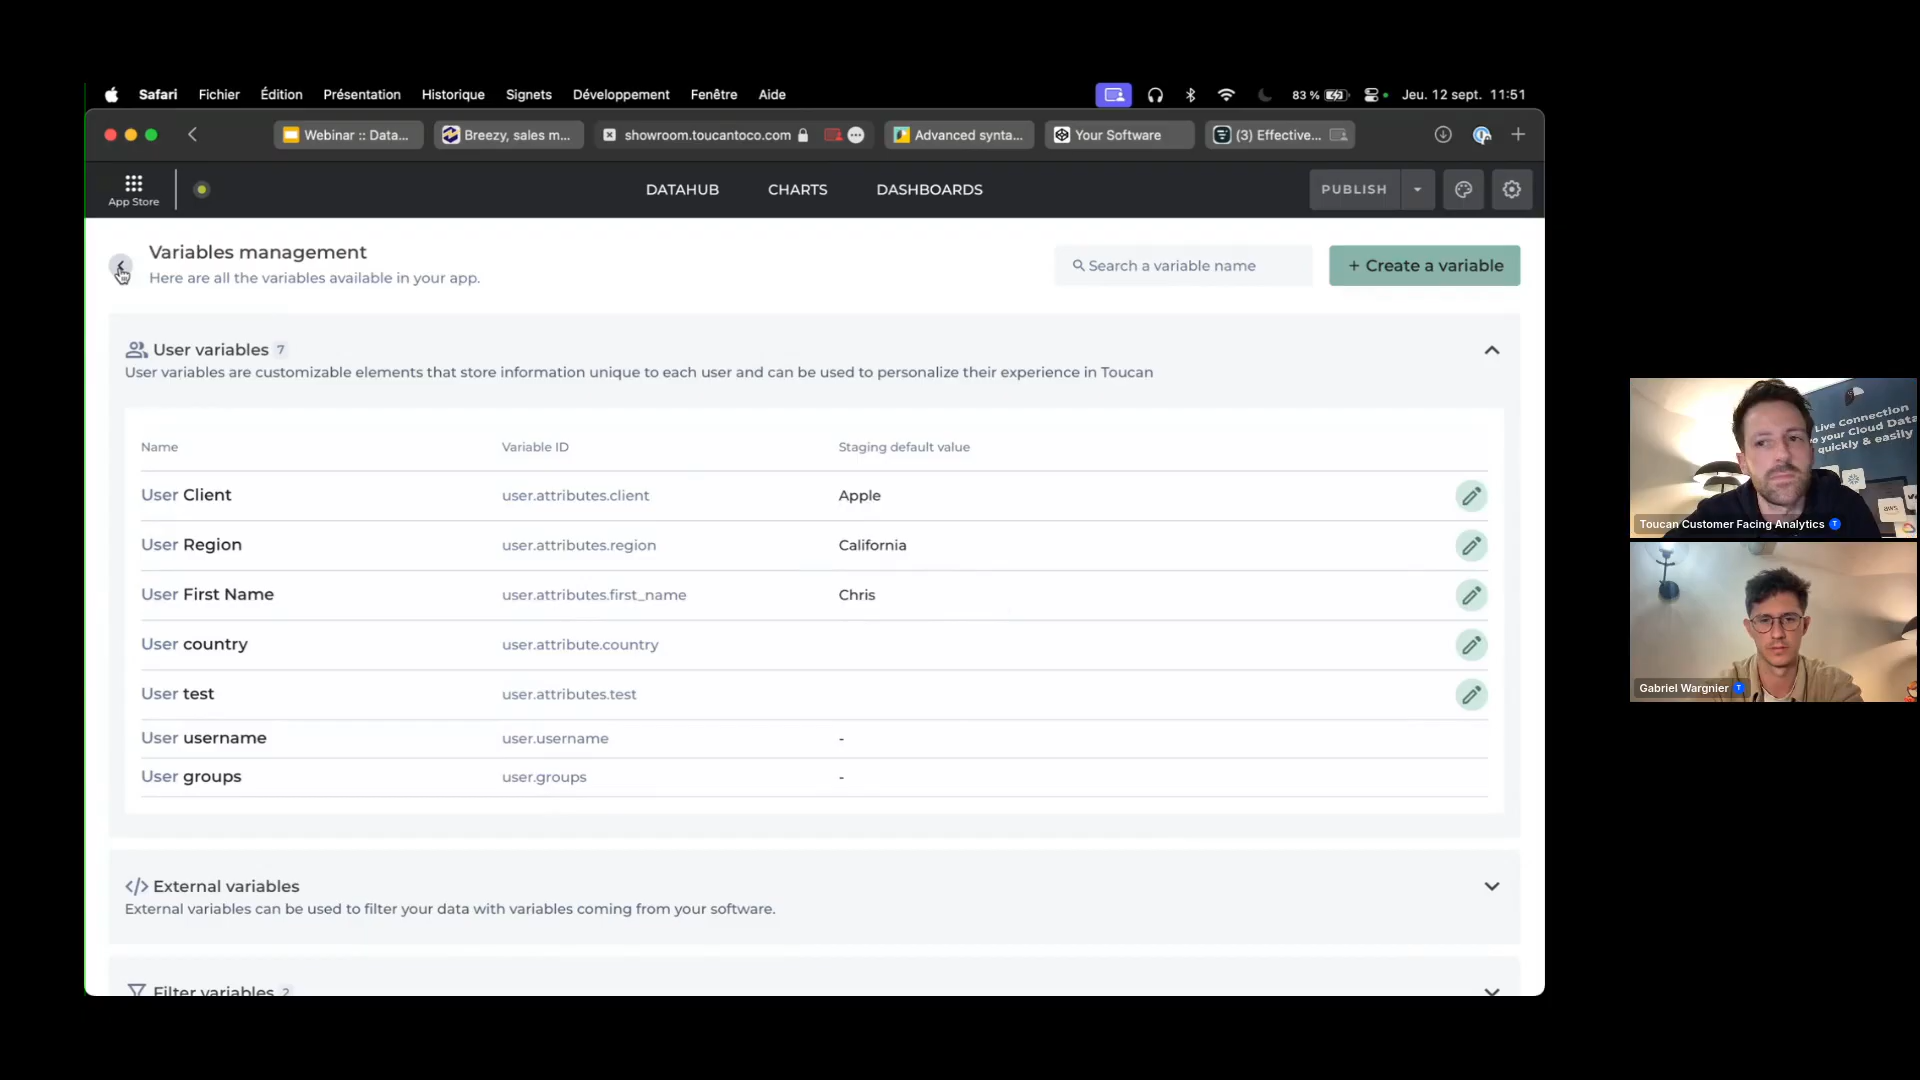 Safari Fichier Édition Présentation Historique Signets Développement Fenêtre Aide 83 % Jeu. 12 sept. 11:51
Webinar :: Data... Breezy, sales m... showroom.toucantoco.com Advanced synta... Your Software (3) Effective...
App Store DATAHUB CHARTS DASHBOARDS PUBLISH
Variables management
Here are all the variables available in your app.
Search a variable name
+ Create a variable
User variables 7
User variables are customizable elements that store information unique to each user and can be used to personalize their experience in Toucan
Name Variable ID Staging default value
User Client user.attributes.client Apple
User Region user.attributes.region California
User First Name user.attributes.first_name Chris
User country user.attribute.country
User test user.attributes.test
User username user.username -
User groups user.groups -
</> External variables
External variables can be used to filter your data with variables coming from your software.
Filter variables 2
Live Connection
to your Cloud Data
quickly & easily
aws
Toucan Customer Facing Analytics T
Gabriel Wargnier T